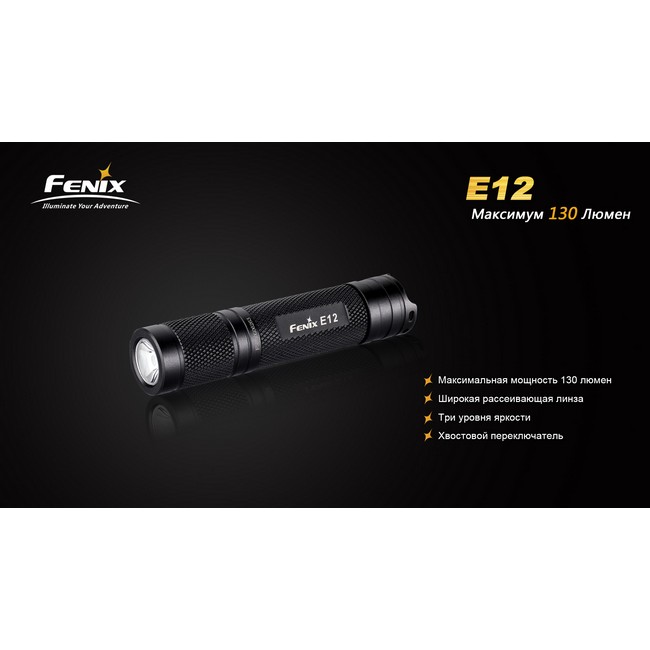 FENIX
Illuminate Your Adventure
E12
Максимум 130 Люмен
FENIX E12
Максимальная мощность 130 люмен
Широкая рассеивающая линза
Три уровня яркости
Хвостовой переключатель